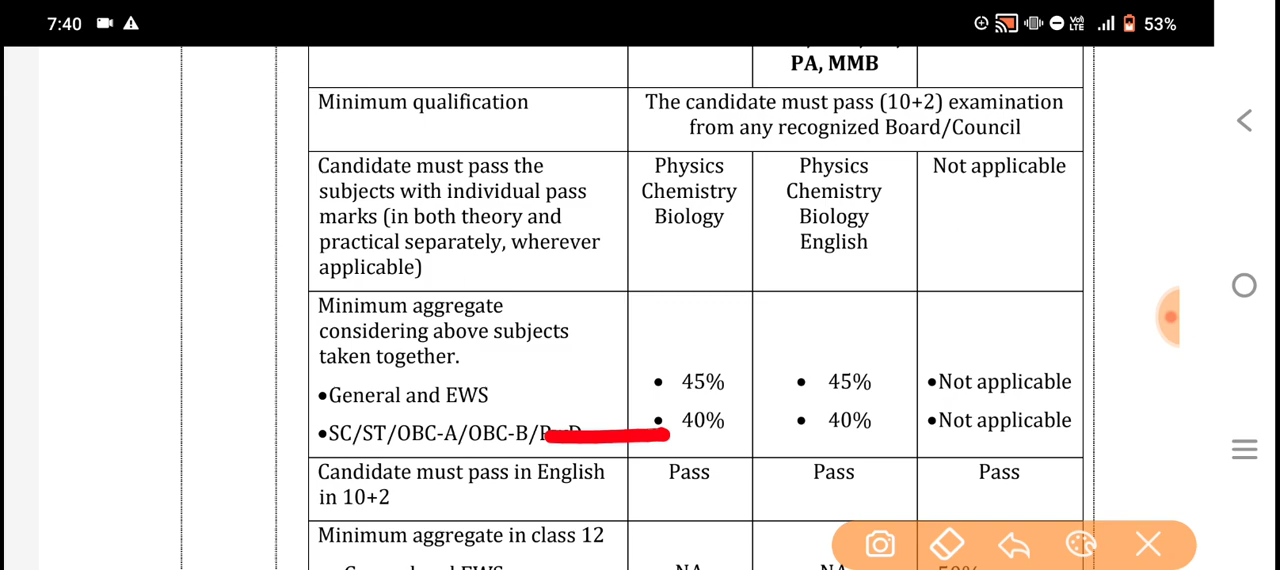 7:40
VoD LTE 53%
PA, MMB
Minimum qualification
The candidate must pass (10+2) examination
from any recognized Board/Council
Candidate must pass the
subjects with individual pass
marks (in both theory and
practical separately, wherever
applicable)
Physics
Chemistry
Biology
Physics
Chemistry
Biology
English
Not applicable
Minimum aggregate
considering above subjects
taken together.
•General and EWS
•SC/ST/OBC-A/OBC-B/
• 45%
• 40%
• 45%
• 40%
•Not applicable
•Not applicable
Candidate must pass in English
in 10+2
Pass
Pass
Pass
Minimum aggregate in class 12